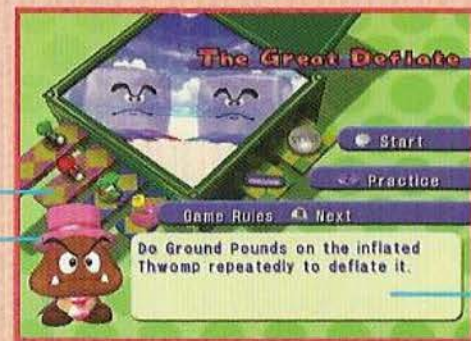 The Great Deflate
Start
Practice
Game Rules Next
Do Ground Pounds on the inflated
Thwomp repeatedly to deflate it.